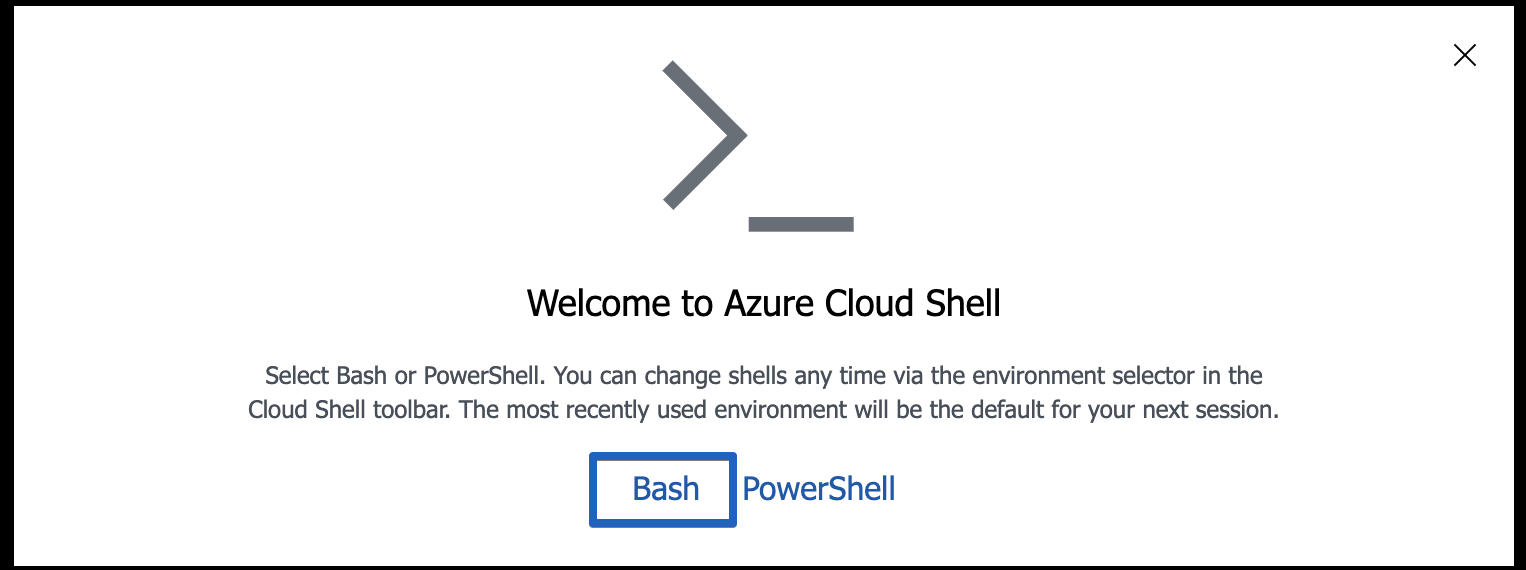 Welcome to Azure Cloud Shell
Select Bash or PowerShell. You can change shells any time via the environment selector in the
Cloud Shell toolbar. The most recently used environment will be the default for your next session.
Bash PowerShell